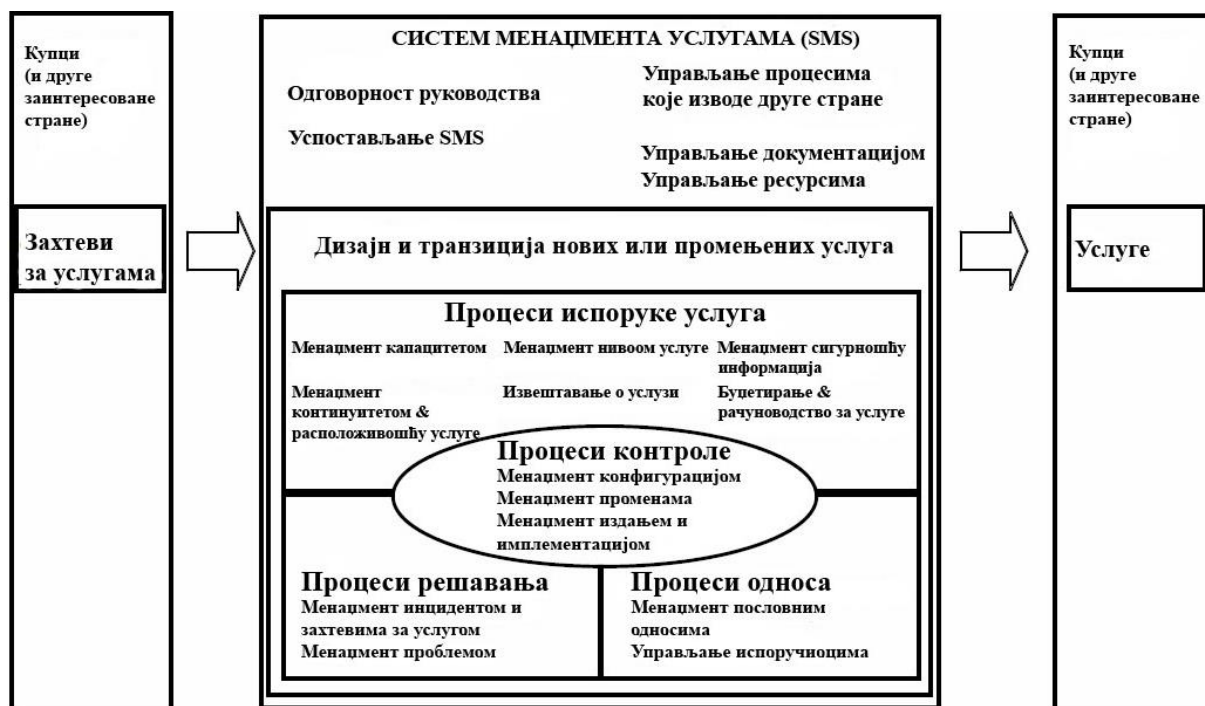 Купци
(и друге
заинтересоване
стране)
Захтеви
за услугама
СИСТЕМ МЕНАЏМЕНТА УСЛУГАМА (SMS)
Одговорност руководства
Успостављање SMS
Управљање процесима
које изводе друге стране
Управљање документацијом
Управљање ресурсима
Дизајн и транзиција нових или промењених услуга
Процеси испоруке услуга
Менаџмент капацитетом
Менаџмент нивоом услуге
Менаџмент сигурношћу
информација
Менаџмент
континуитетом &
расположивошћу услуге
Извештавање о услузи
Буџетирање &
рачуноводство за услуге
Процеси контроле
Менаџмент конфигурацијом
Менаџмент променама
Менаџмент издањем и
имплементацијом
Процеси решавања
Менаџмент инцидентом и
захтевима за услугом
Менаџмент проблемом
Процеси односа
Менаџмент пословним
односима
Управљање испоручиоцима
Купци
(и друге
заинтересоване
стране)
Услуге